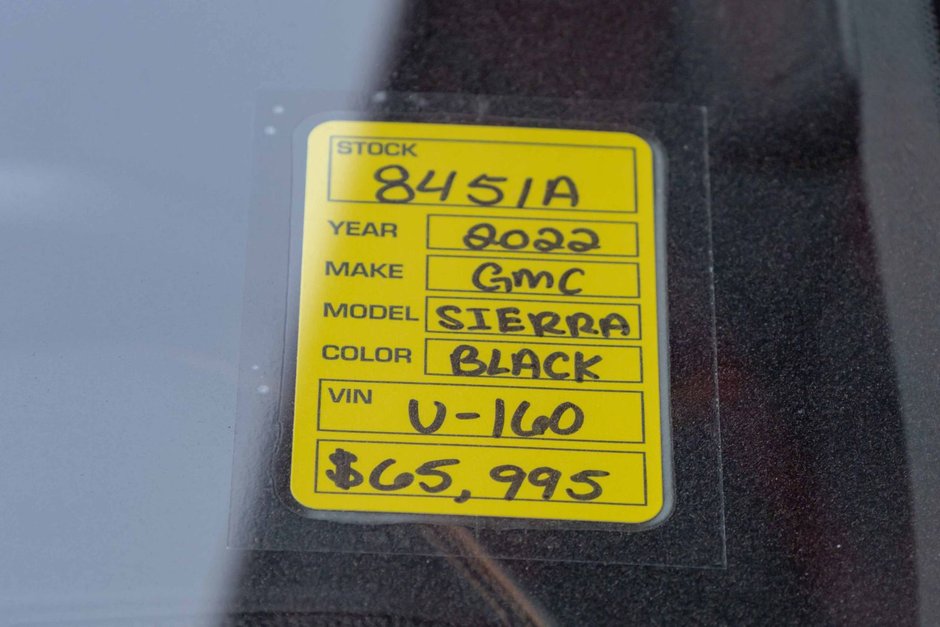 STOCK
8451A
YEAR 2022
MAKE GMC
MODEL SIERRA
COLOR BLACK
VIN U-160
$65,995